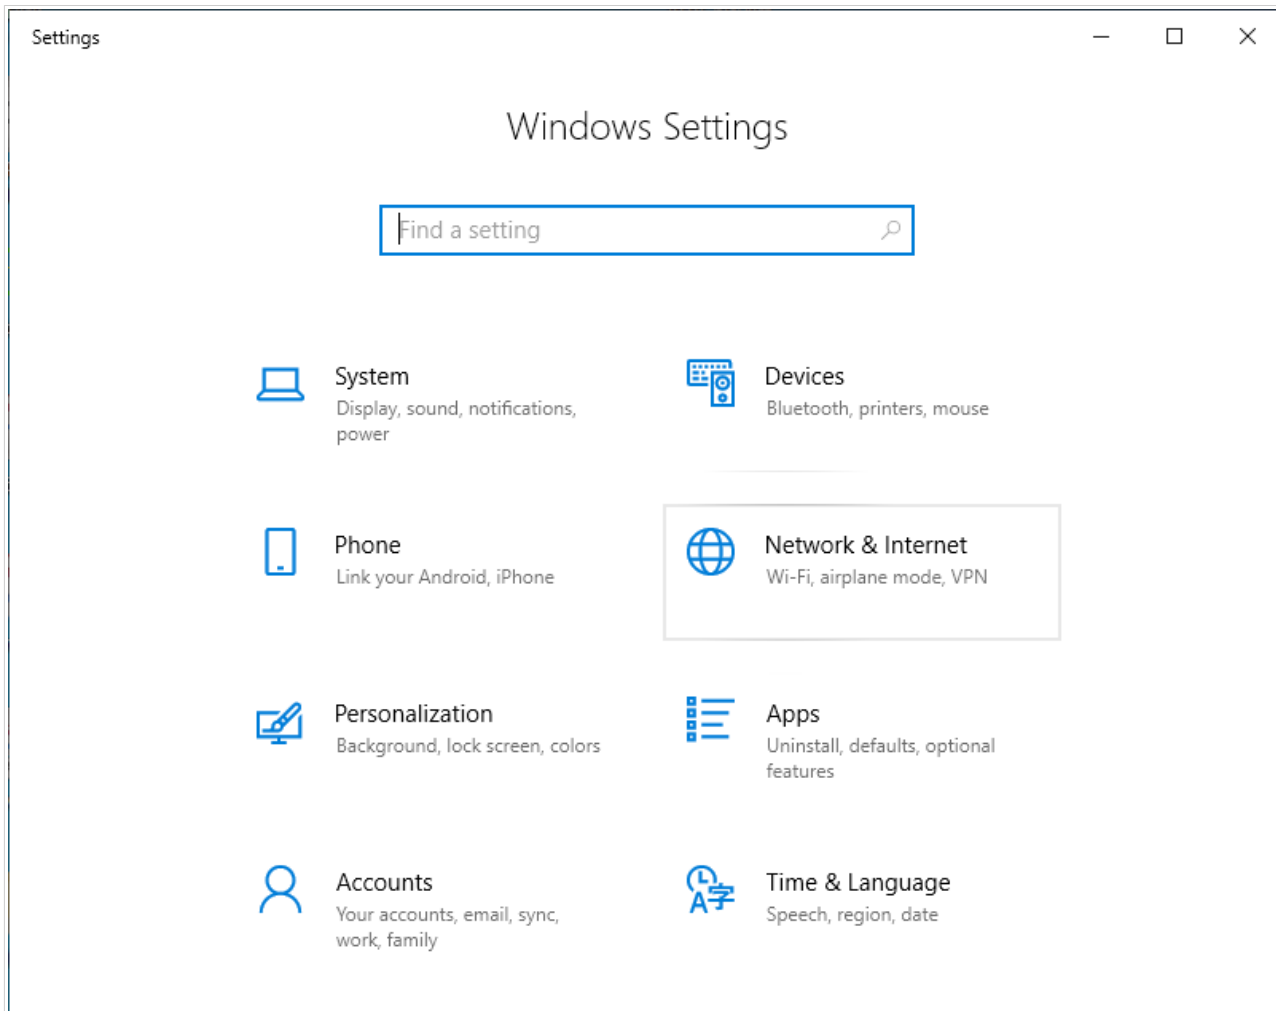 Settings
Windows Settings
Find a setting
System
Display, sound, notifications,
power
Devices
Bluetooth, printers, mouse
Phone
Link your Android, iPhone
Network & Internet
Wi-Fi, airplane mode, VPN
Personalization
Background, lock screen, colors
Apps
Uninstall, defaults, optional
features
Accounts
Your accounts, email, sync,
work, family
Time & Language
Speech, region, date